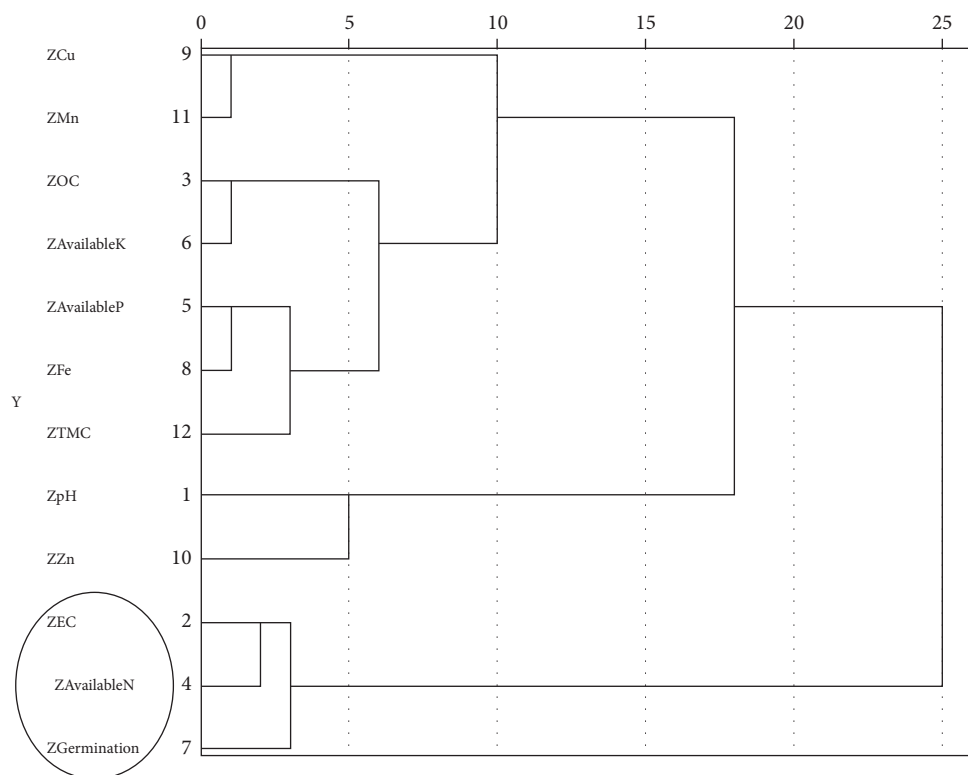 0 5 10 15 20 25
ZCu 9
ZMn 11
ZOC 3
ZAvailableK 6
ZAvailableP 5
ZFe 8
Y
ZTMC 12
ZpH 1
ZZn 10
ZEC 2
ZAvailableN 4
ZGermination 7